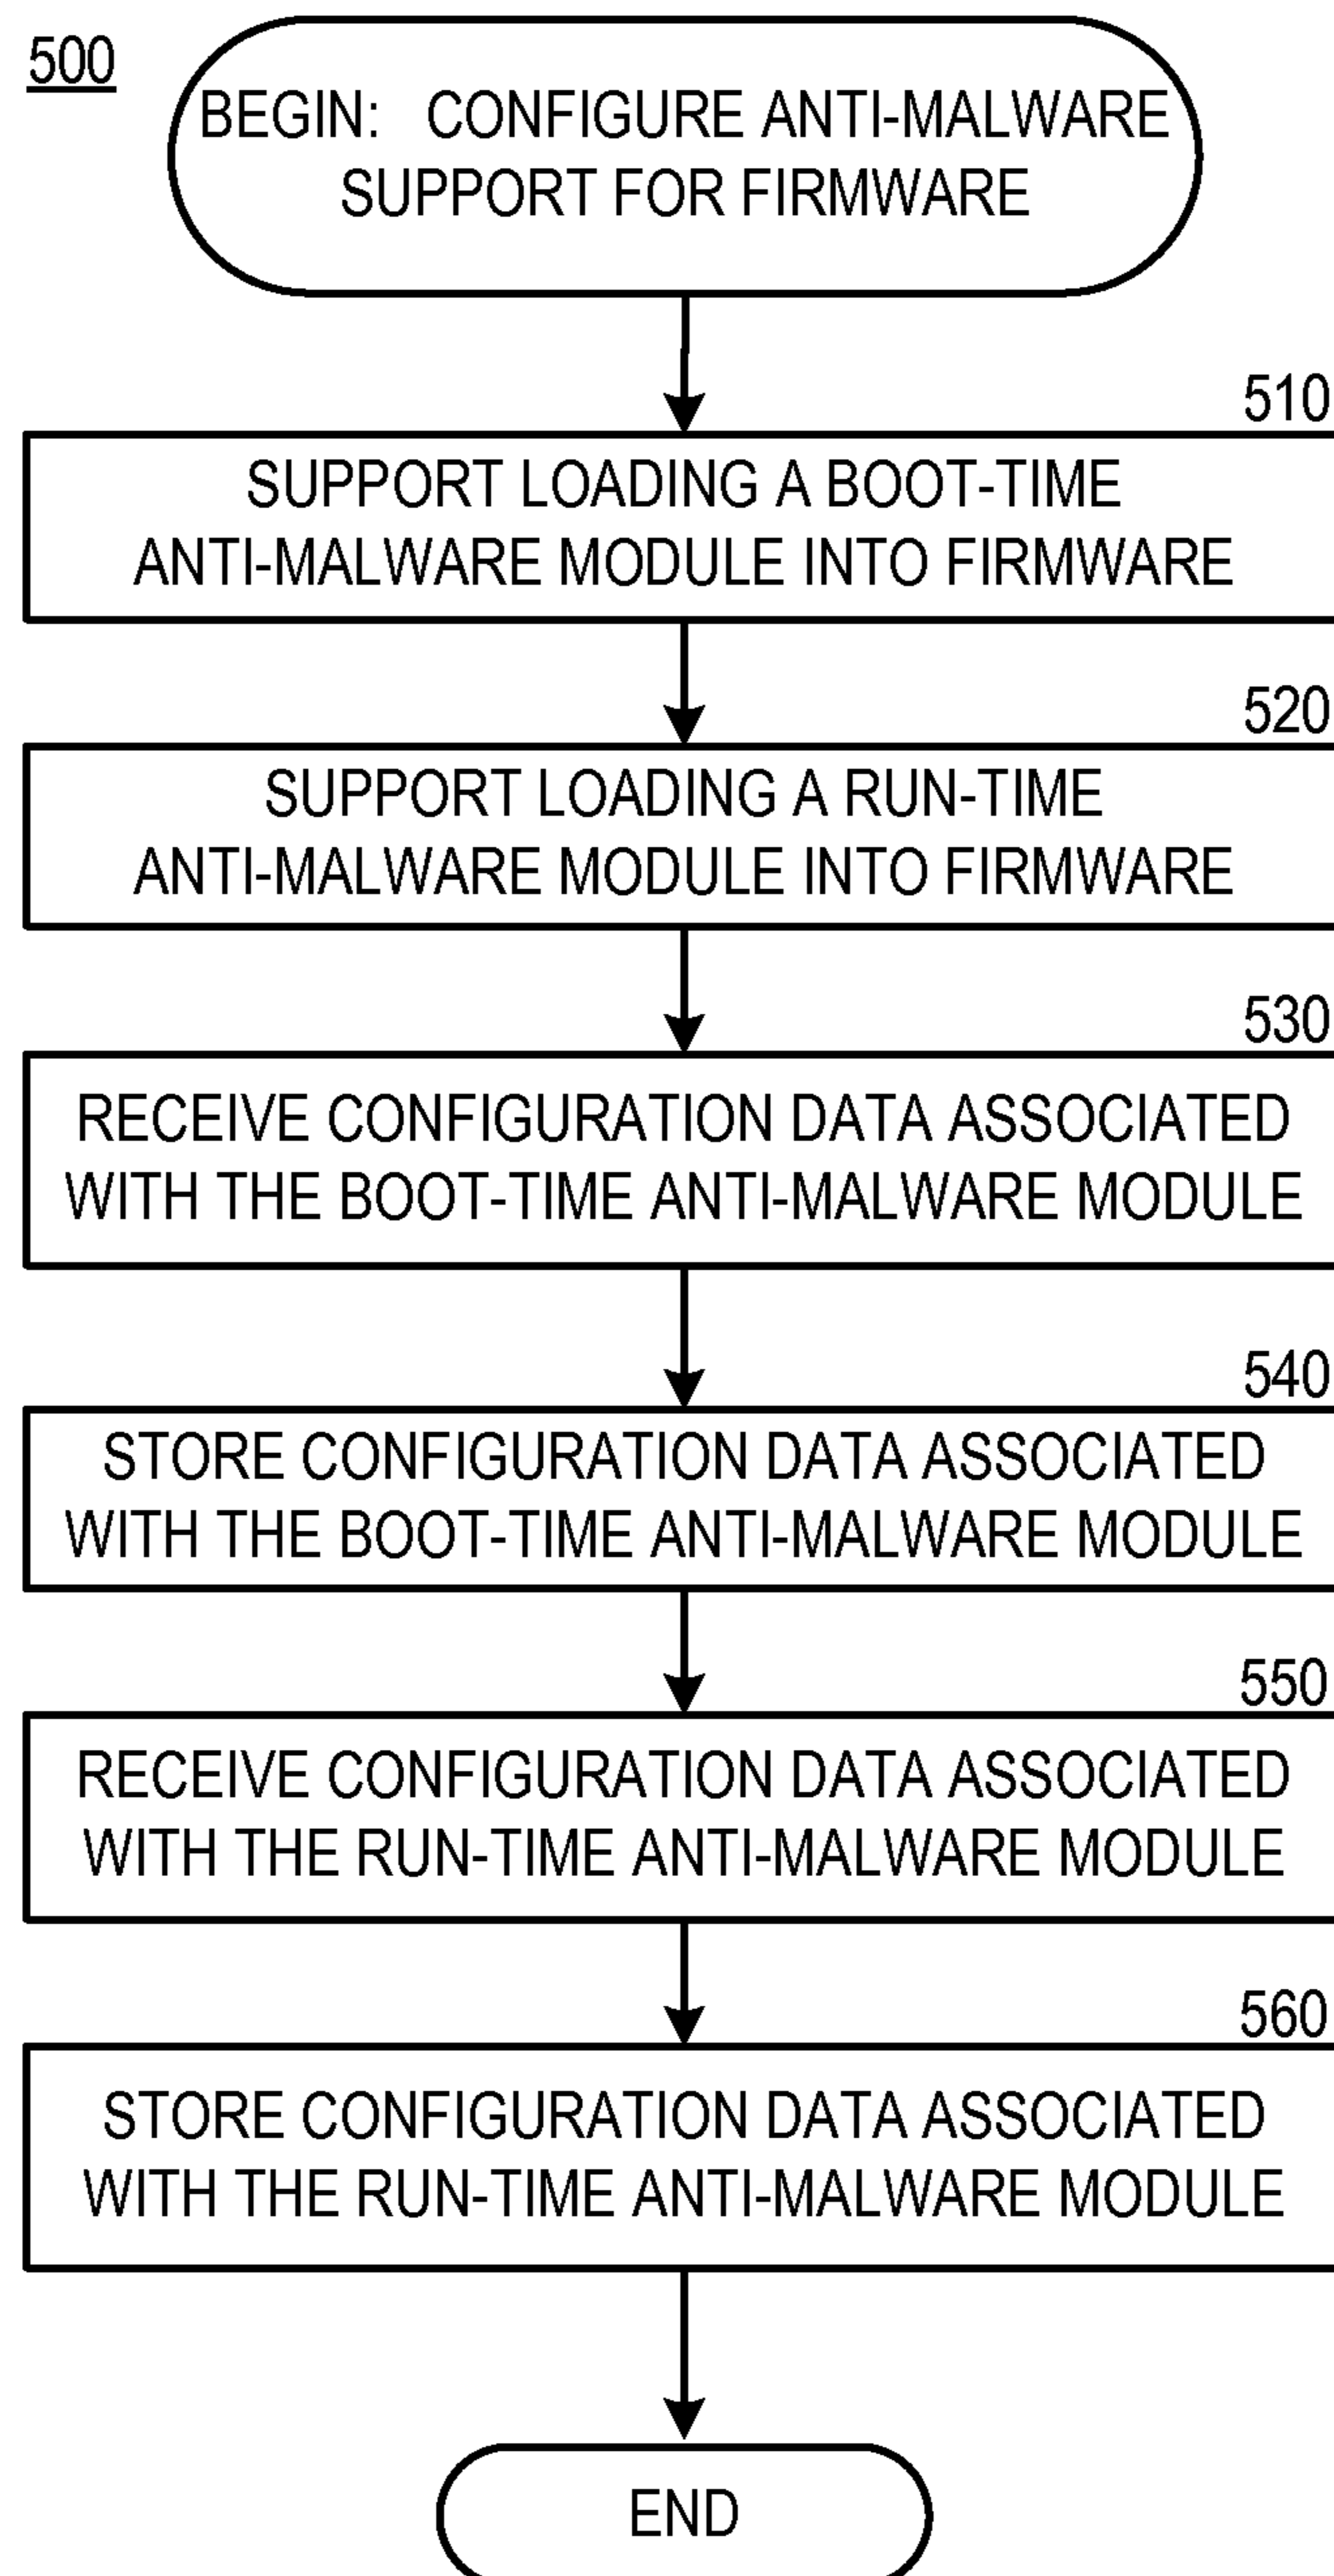 500
BEGIN: CONFIGURE ANTI-MALWARE
SUPPORT FOR FIRMWARE
510
SUPPORT LOADING A BOOT-TIME
ANTI-MALWARE MODULE INTO FIRMWARE
520
SUPPORT LOADING A RUN-TIME
ANTI-MALWARE MODULE INTO FIRMWARE
530
RECEIVE CONFIGURATION DATA ASSOCIATED
WITH THE BOOT-TIME ANTI-MALWARE MODULE
540
STORE CONFIGURATION DATA ASSOCIATED
WITH THE BOOT-TIME ANTI-MALWARE MODULE
550
RECEIVE CONFIGURATION DATA ASSOCIATED
WITH THE RUN-TIME ANTI-MALWARE MODULE
560
STORE CONFIGURATION DATA ASSOCIATED
WITH THE RUN-TIME ANTI-MALWARE MODULE
END